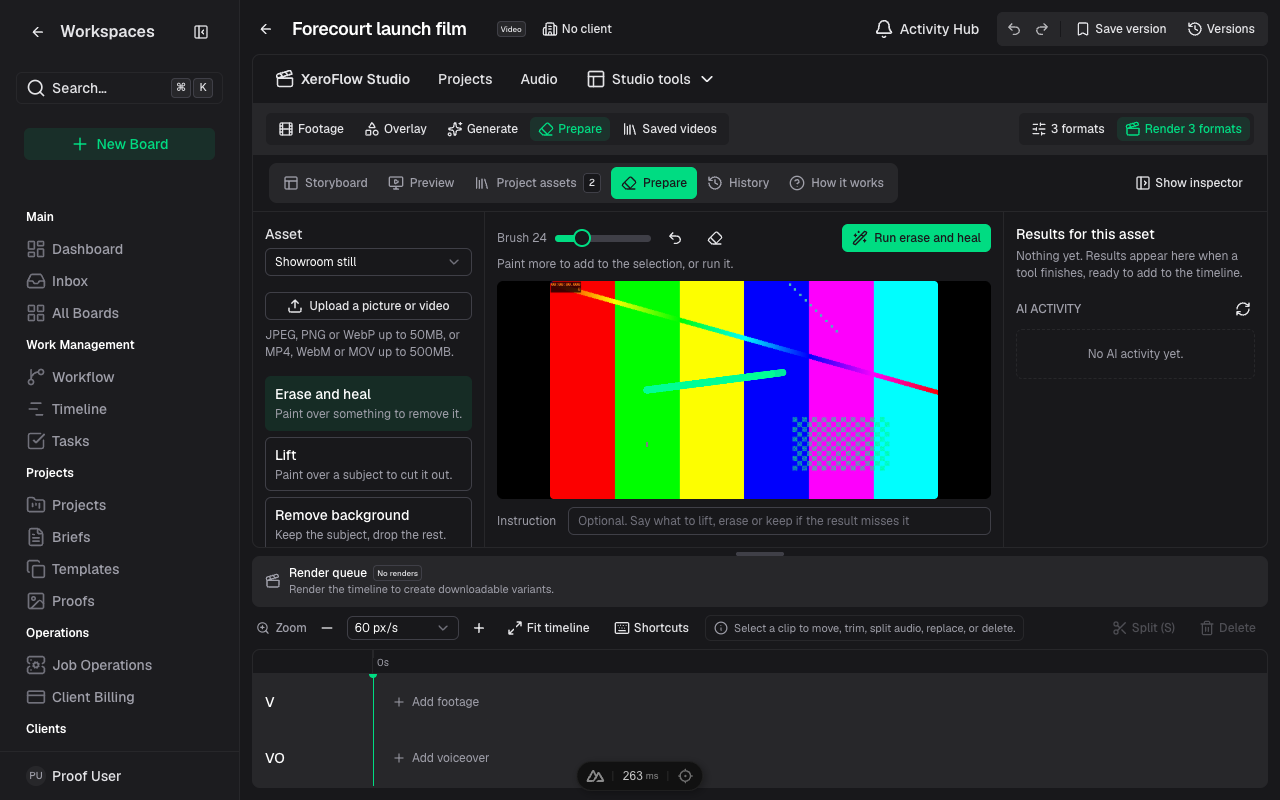 Workspaces
Search...
⌘ K
New Board
Main
Dashboard
Inbox
All Boards
Work Management
Workflow
Timeline
Tasks
Projects
Projects
Briefs
Templates
Proofs
Operations
Job Operations
Client Billing
Clients
PU Proof User
Forecourt launch film
Video
No client
Activity Hub
Save version
Versions
XeroFlow Studio
Projects
Audio
Studio tools
Footage
Overlay
Generate
Prepare
Saved videos
3 formats
Render 3 formats
Storyboard
Preview
Project assets 2
Prepare
History
How it works
Show inspector
Asset
Showroom still
Upload a picture or video
JPEG, PNG or WebP up to 50MB, or
MP4, WebM or MOV up to 500MB.
Erase and heal
Paint over something to remove it.
Lift
Paint over a subject to cut it out.
Remove background
Keep the subject, drop the rest.
Brush 24
Run erase and heal
Paint more to add to the selection, or run it.
Instruction
Optional. Say what to lift, erase or keep if the result misses it
Results for this asset
Nothing yet. Results appear here when a
tool finishes, ready to add to the timeline.
AI ACTIVITY
No AI activity yet.
Render queue
No renders
Render the timeline to create downloadable variants.
Zoom
60 px/s
Fit timeline
Shortcuts
Select a clip to move, trim, split audio, replace, or delete.
Split (S)
Delete
0s
V
Add footage
VO
Add voiceover
263 ms